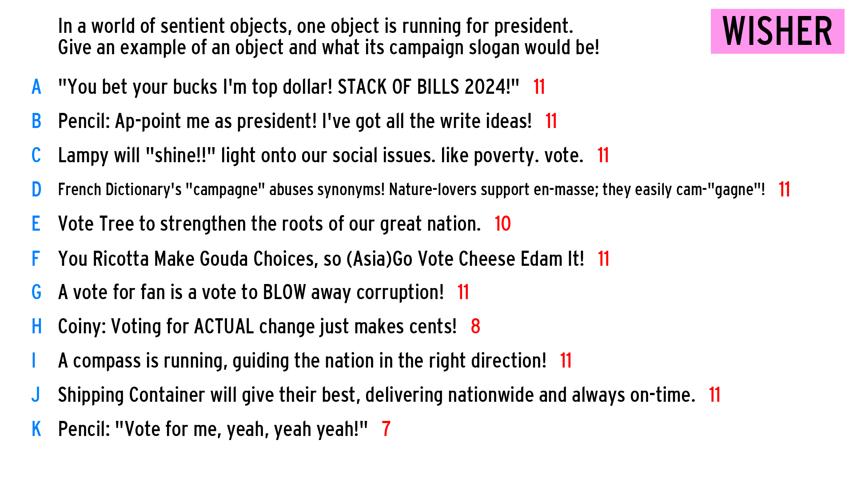 In a world of sentient objects, one object is running for president.
Give an example of an object and what its campaign slogan would be!
WISHER
A "You bet your bucks I'm top dollar! STACK OF BILLS 2024!" 11
B Pencil: Ap-point me as president! I've got all the write ideas! 11
C Lampy will "shine!!" light onto our social issues. like poverty. vote. 11
D French Dictionary's "campagne" abuses synonyms! Nature-lovers support en-masse; they easily cam-"gagne"! 11
E Vote Tree to strengthen the roots of our great nation. 10
F You Ricotta Make Gouda Choices, so (Asia)Go Vote Cheese Edam It! 11
G A vote for fan is a vote to BLOW away corruption! 11
H Coiny: Voting for ACTUAL change just makes cents! 8
I A compass is running, guiding the nation in the right direction! 11
J Shipping Container will give their best, delivering nationwide and always on-time. 11
K Pencil: "Vote for me, yeah, yeah yeah!" 7